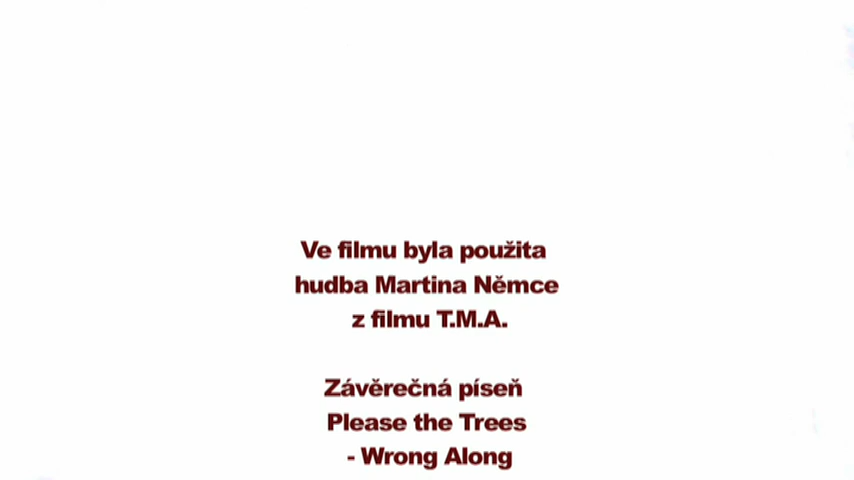 Ve filmu byla použita
hudba Martina Němce
z filmu T.M.A.
Závěrečná píseň
Please the Trees
- Wrong Along